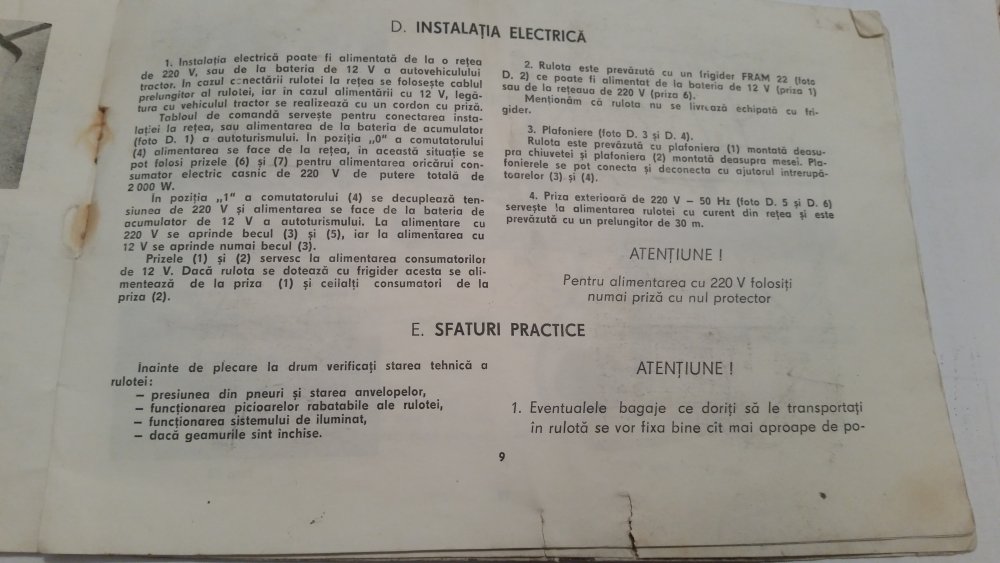 D. INSTALAȚIA ELECTRICĂ
1. Instalația electrică poate fi alimentată de la o rețea
de 220 V, sau de la bateria de 12 V a autovehiculului
tractor. In cazul conectării rulotei la rețea se folosește cablul
prelungitor al rulotei, iar in cazul alimentării cu 12 V, legă-
tura cu vehiculul tractor se realizează cu un cordon cu priză.
Tabloul de comandă servește pentru conectarea insta-
lației la rețea, sau alimentarea de la bateria de acumulator
(foto D. 1) a autoturismului. In poziția „0" a comutatorului
(4) alimentarea se face de la rețea, in această situație se
pot folosi prizele (6) și (7) pentru alimentarea oricărui con-
sumator electric casnic de 220 V de putere totală de
2 000 W.
In poziția „1" a comutatorului (4) se decuplează ten-
siunea de 220 V și alimentarea se face de la bateria de
acumulator de 12 V a autoturismului. La alimentare cu
220 V se aprinde becul (3) și (5), iar la alimentarea cu
12 V se aprinde numai becul (3).
Prizele (1) și (2) servesc la alimentarea consumatorilor
de 12 V. Dacă rulota se dotează cu frigider acesta se ali-
mentează de la priza (1) și ceilalți consumatori de la
priza (2).
2. Rulota este prevăzută cu un frigider FRAM 22 (foto
D. 2) ce poate fi alimentat de la bateria de 12 V (priza 1)
sau de la rețeaua de 220 V (priza 6).
Menționăm că rulota nu se livrează echipată cu fri-
gider.
3. Plafoniere (foto D. 3 și D. 4).
Rulota este prevăzută cu plafoniera (1) montată deasu-
pra chiuvetei și plafoniera (2) montată deasupra mesei. Pla-
fonierele se pot conecta și deconecta cu ajutorul intrerupă-
toarelor (3) și (4).
4. Priza exterioară de 220 V — 50 Hz (foto D. 5 și D. 6)
servește la alimentarea rulotei cu curent din rețea și este
prevăzută cu un prelungitor de 30 m.
ATENȚIUNE !
Pentru alimentarea cu 220 V folosiți
numai priză cu nul protector
E. SFATURI PRACTICE
Inainte de plecare la drum verificați starea tehnică a
rulotei:
— presiunea din pneuri și starea anvelopelor,
— funcționarea picioarelor rabatabile ale rulotei,
— funcționarea sistemului de iluminat,
— dacă geamurile sint inchise.
ATENȚIUNE !
1. Eventualele bagaje ce doriți să le transportați
în rulotă se vor fixa bine cît mai aproape de po-
9